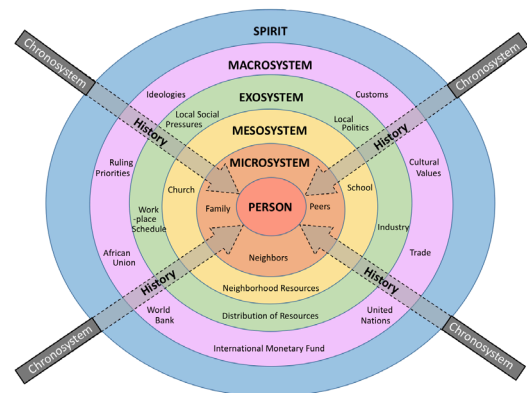 SPIRIT
Chronosystem
Chronosystem
MACROSYSTEM
Ideologies
Customs
EXOSYSTEM
Local Social
Pressures
Local
Politics
History
History
MESOSYSTEM
MICROSYSTEM
Ruling
Priorities
Cultural
Values
Church
School
Family
PERSON
Peers
Work
-place
Schedule
Industry
African
Union
Trade
Neighbors
History
History
Neighborhood Resources
World
Bank
United
Nations
Distribution of Resources
International Monetary Fund
Chronosystem
Chronosystem